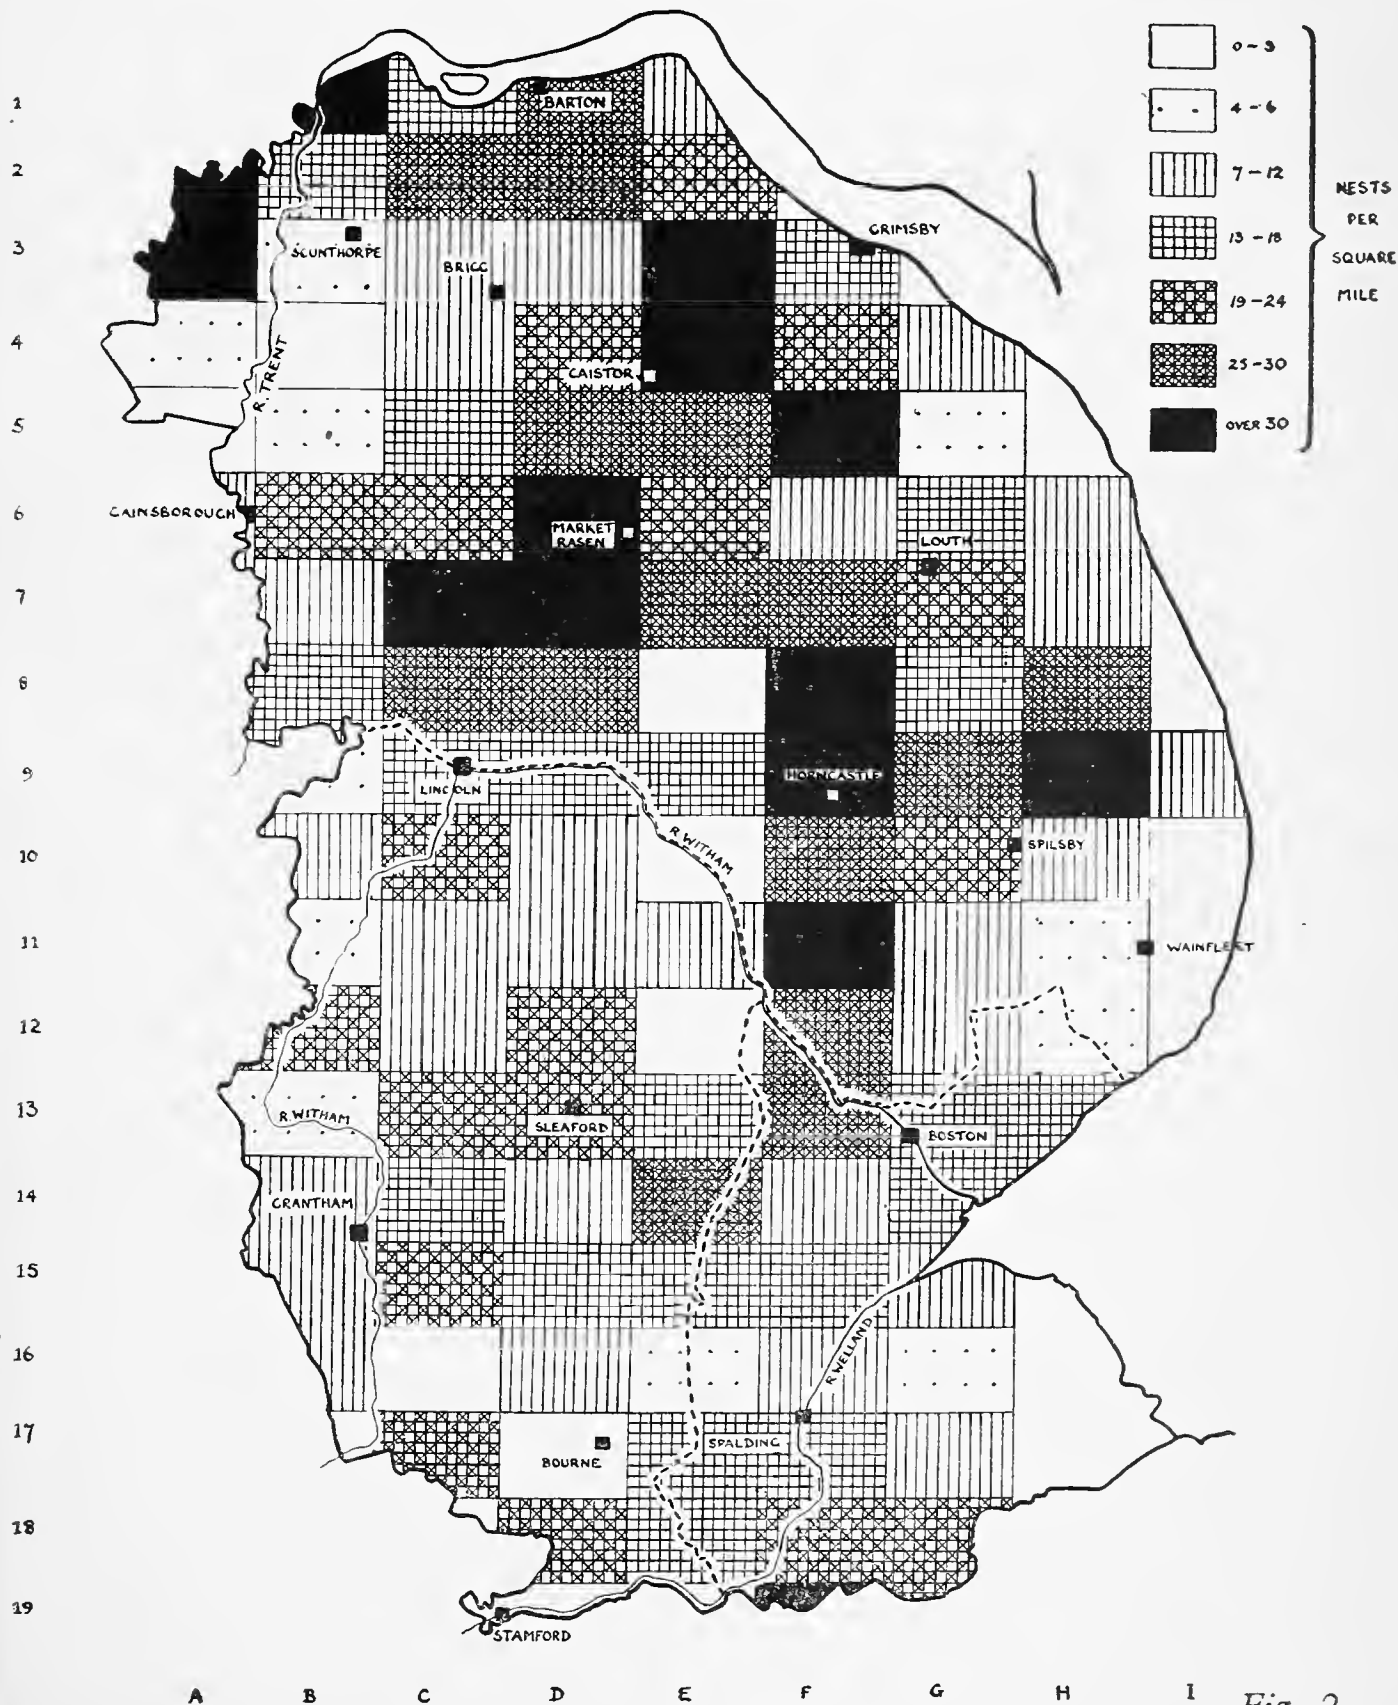 0-3
4-6
7-12
13-18
19-24
25-30
OVER 30
NESTS
PER
SQUARE
MILE
1
2
3
4
5
6
7
8
9
10
11
12
13
14
15
16
17
18
19
BARTON
GRIMSBY
SCUNTHORPE
BRIGG
R. TRENT
CAISTOR
GAINSBOROUGH
MARKET
RASEN
LOUTH
HORNCASTLE
LINCOLN
R. WITHAM
SPILSBY
WAINFLEET
R. WITHAM
SLEAFORD
BOSTON
GRANTHAM
R. WELLAND
SPALDING
BOURNE
STAMFORD
A B C D E F G H I